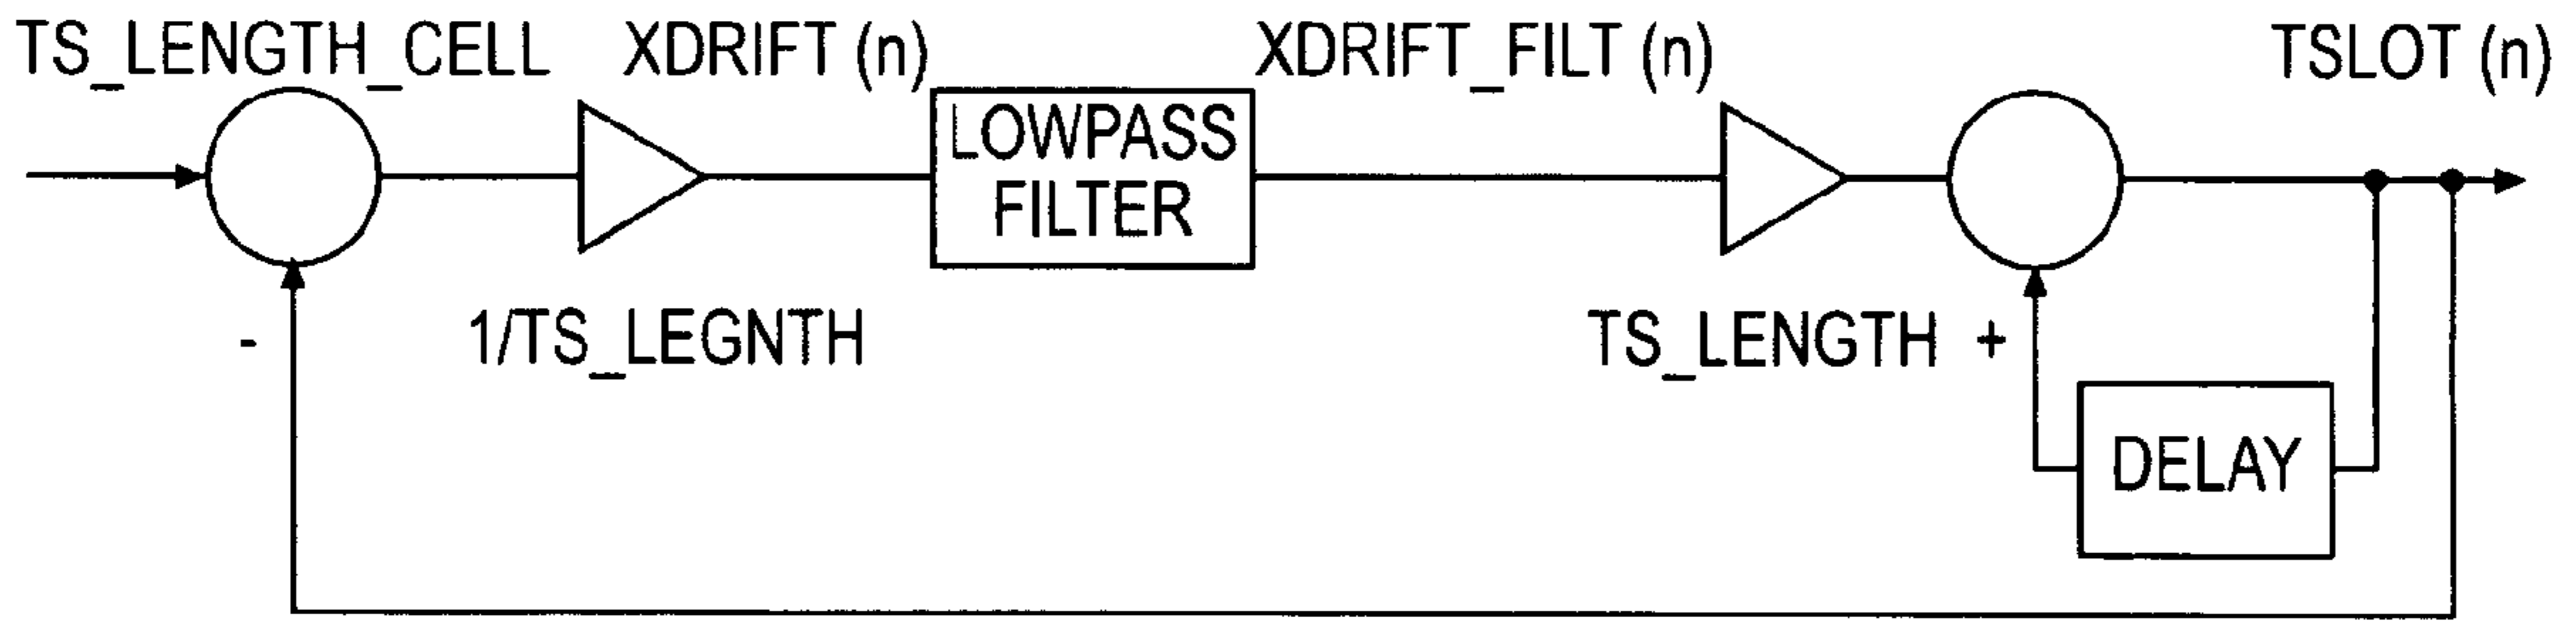 TS_LENGTH_CELL
XDRIFT (n)
XDRIFT_FILT (n)
TSLOT (n)
LOWPASS
FILTER
-
1/TS_LEGNTH
TS_LENGTH
+
DELAY